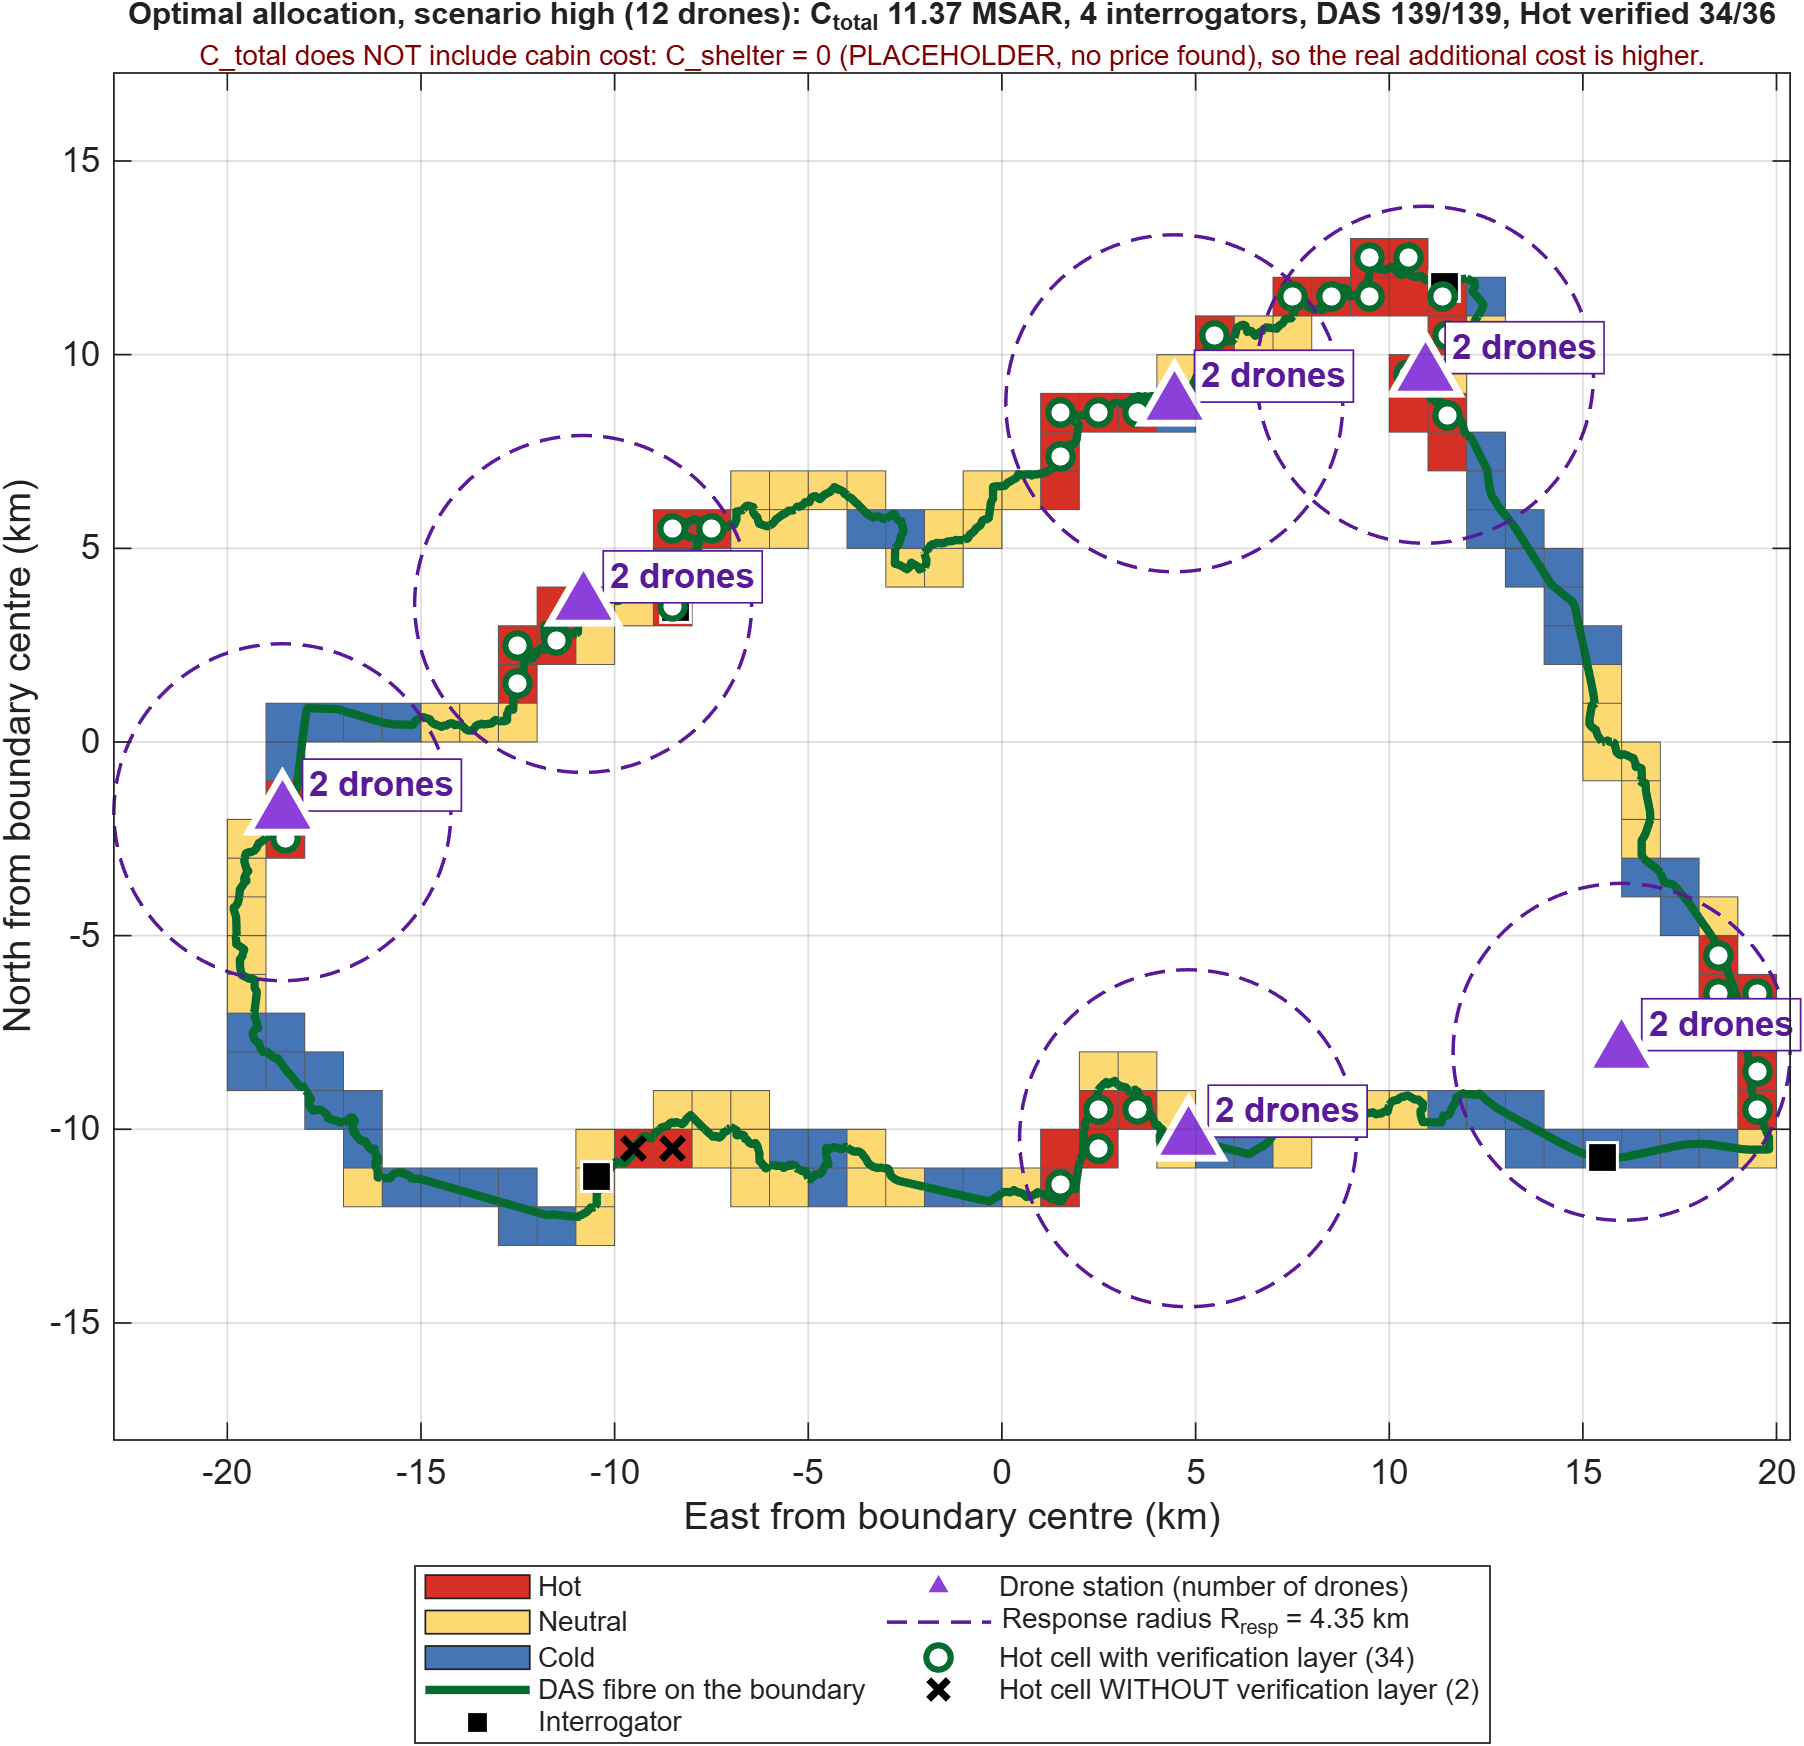 Optimal allocation, scenario high (12 drones): C_total 11.37 MSAR, 4 interrogators, DAS 139/139, Hot verified 34/36
C_total does NOT include cabin cost: C_shelter = 0 (PLACEHOLDER, no price found), so the real additional cost is higher.
15
10
5
0
-5
-10
-15
North from boundary centre (km)
2 drones
2 drones
2 drones
2 drones
2 drones
2 drones
-20 -15 -10 -5 0 5 10 15 20
East from boundary centre (km)
Hot
Neutral
Cold
DAS fibre on the boundary
Interrogator
Drone station (number of drones)
Response radius R_resp = 4.35 km
Hot cell with verification layer (34)
Hot cell WITHOUT verification layer (2)